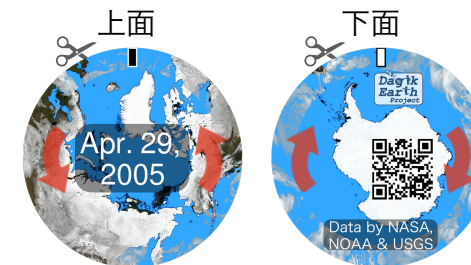 上面
下面
Apr. 29,
2005
Dagik
Earth
Project
Data by NASA,
NOAA & USGS